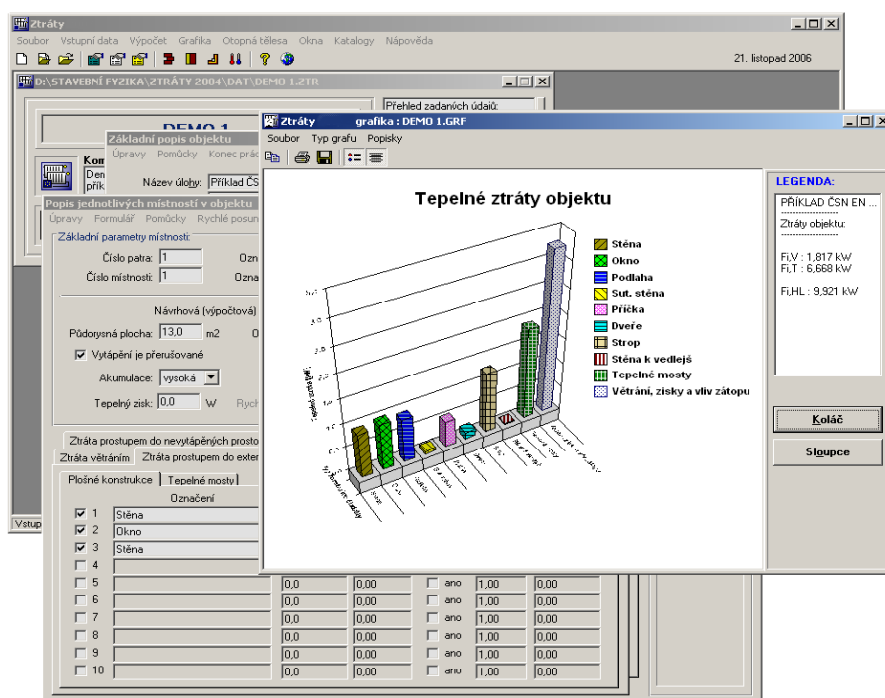 Ztráty
Soubor Vstupní data Výpočet Grafika Otopná tělesa Okna Katalogy Nápověda
21. listopad 2006
D:\STAVEBNÍ FYZIKA\ZTRÁTY 2004\DAT\DEMO 1.ZTR
Přehled zadaných údajů:
DEMO 1
Základní popis objektu
Úpravy Pomůcky Konec prác
Kom
Den
přík
Název úlohy: Příklad ČS
Popis jednotlivých místností v objektu
Úpravy Formulář Pomůcky Rychlé posun
Základní parametry místnosti:
Číslo patra: 1 Ozn
Číslo místnosti: 1 Ozna
Návrhová (výpočtová)
Půdorysná plocha: 13,0 m2 O
Vytápění je přerušované
Akumulace: vysoká
Tepelný zisk: 0,0 W Rych
Ztráta prostupem do nevytápěných prosto
Ztráta větráním Ztráta prostupem do exter
Plošné konstrukce Tepelné mosty
Označení
1 Stěna
2 Okno
3 Stěna
4
5 0,0 0,00 ano 1,00 0,00
6 0,0 0,00 ano 1,00 0,00
7 0,0 0,00 ano 1,00 0,00
8 0,0 0,00 ano 1,00 0,00
9 0,0 0,00 ano 1,00 0,00
10 0,0 0,00 ano 1,00 0,00
Vstup
Ztráty grafika : DEMO 1.GRF
Soubor Typ grafu Popisky
Tepelné ztráty objektu
Stěna
Okno
Podlaha
Sut. stěna
Příčka
Dveře
Strop
Stěna k vedlejš
Tepelné mosty
Větrání, zisky a vliv zátopu
LEGENDA:
PŘÍKLAD ČSN EN ...
--------------------
Ztráty objektu:
--------------------
Fi,V : 1,817 kW
Fi,T : 6,668 kW
Fi,HL : 9,921 kW
Koláč
Sloupce